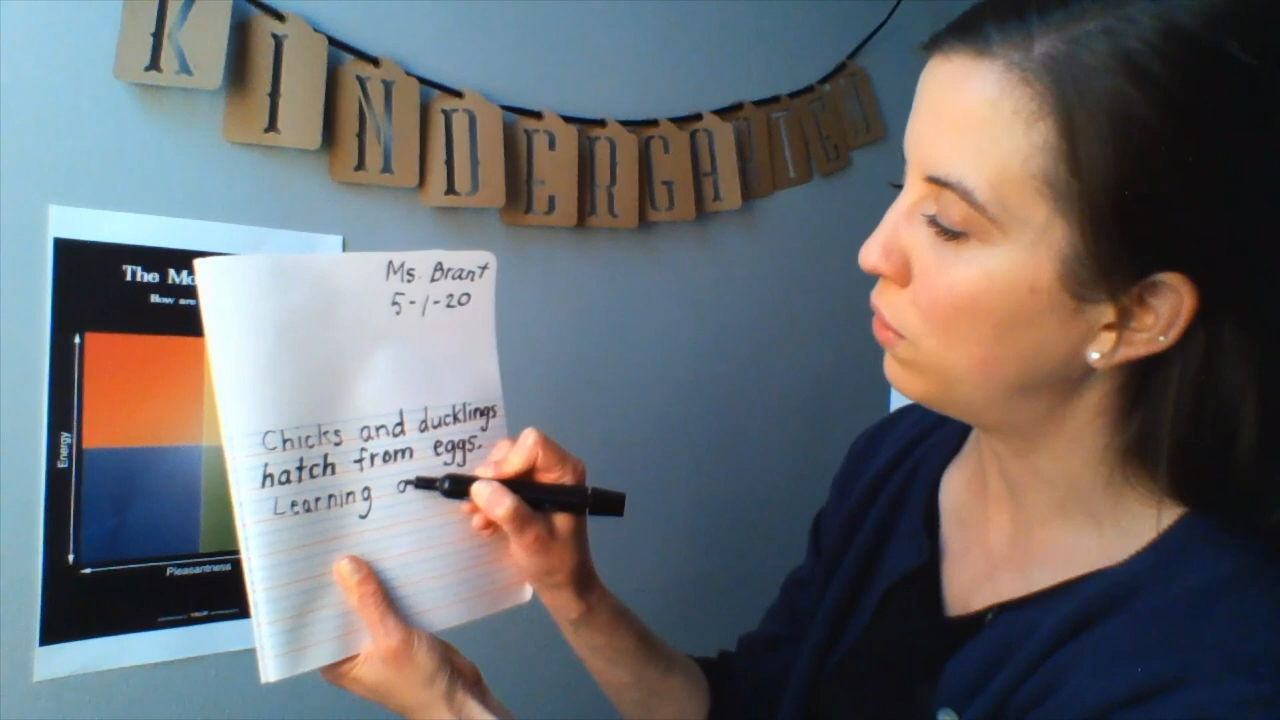 KINDERGARTEN
Ms. Brant
5-1-20
The Mo
How are
Chicks and ducklings
hatch from eggs.
Learning a
Energy
Pleasantness